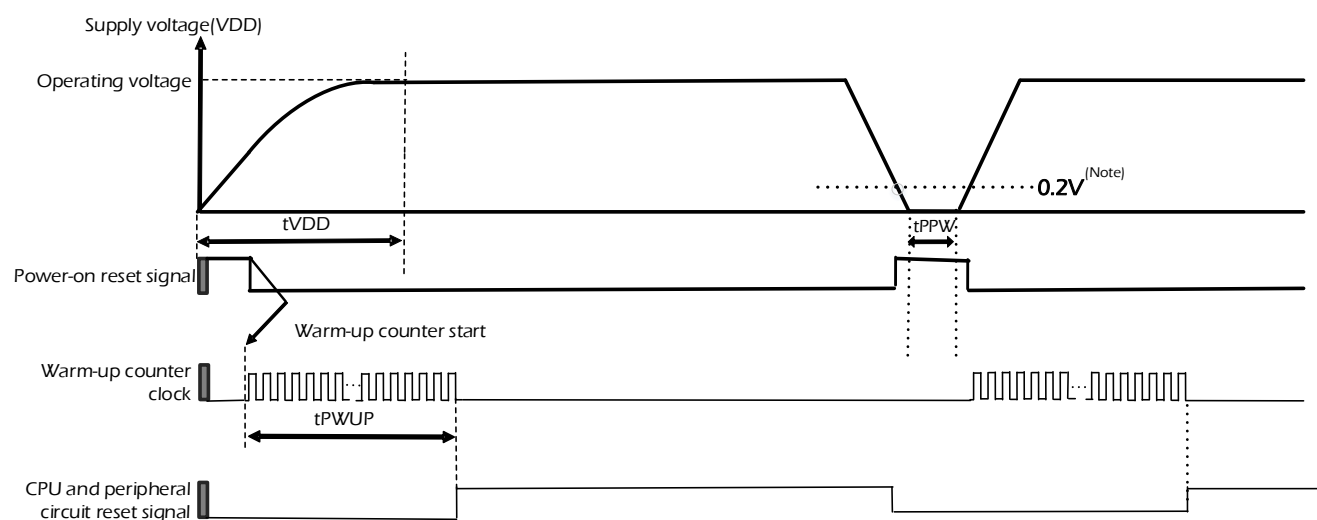 Supply voltage(VDD)
Operating voltage
0.2V(Note)
tVDD
tPPW
Power-on reset signal
Warm-up counter start
Warm-up counter
clock
...
...
tPWUP
CPU and peripheral
circuit reset signal